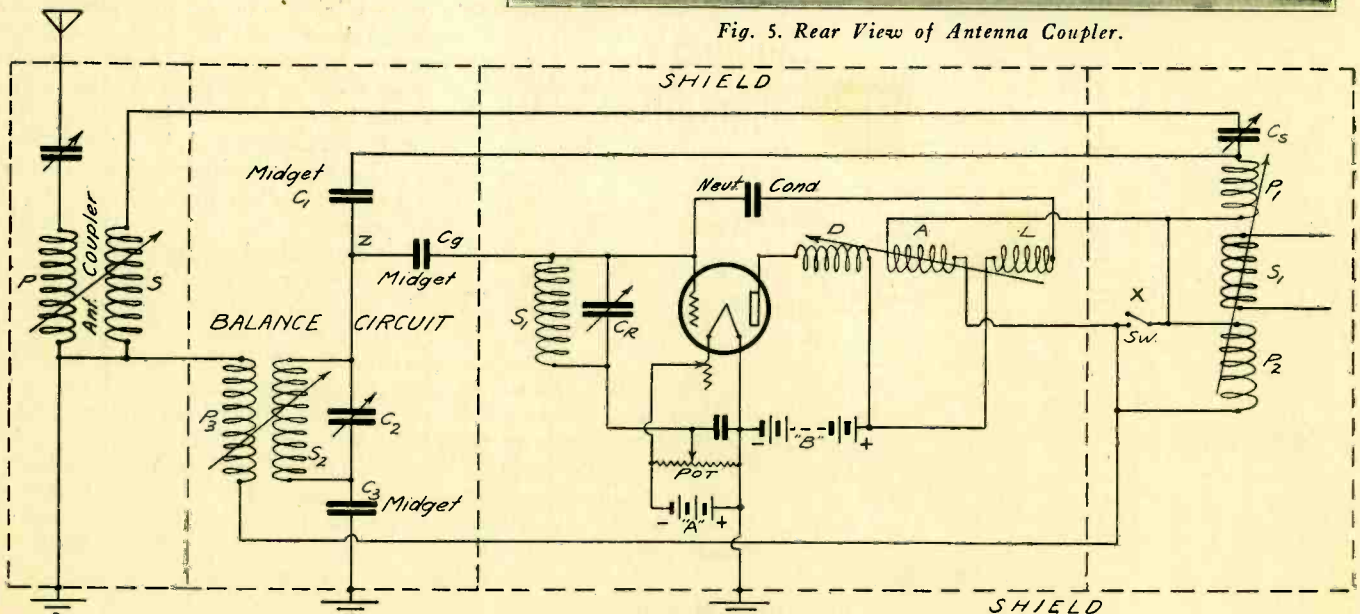 Fig. 5. Rear View of Antenna Coupler.
SHIELD
Cs
Midget
C1
P1
Neut. Cond
Z
Cg
Midget
D
A
L
P
Ant. Coupler
S
S1
CR
S1
X
SW.
BALANCE CIRCUIT
P2
P3
S2
C2
- "B" +
POT
C3
Midget
- "A" +
SHIELD